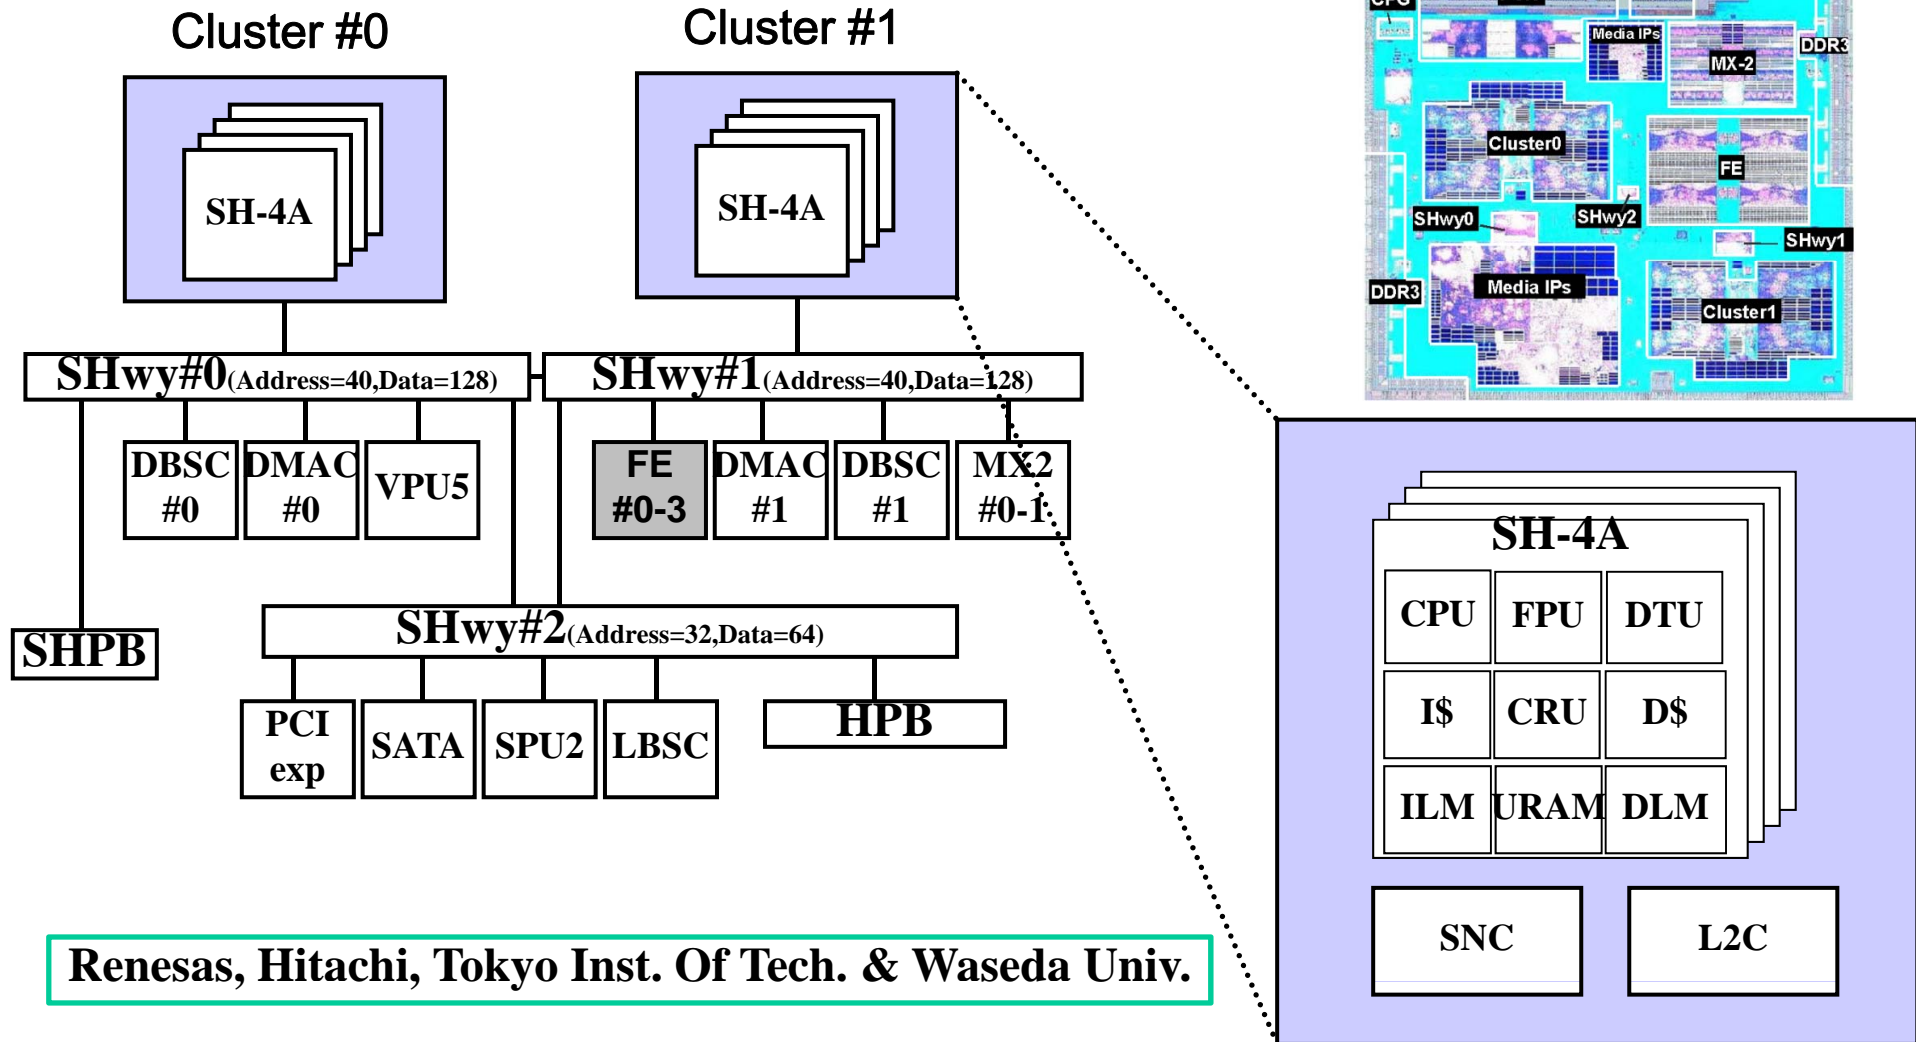 Cluster #0
Cluster #1
SH-4A
SH-4A
SHwy#0(Address=40,Data=128)
SHwy#1(Address=40,Data=128)
DBSC
#0
DMAC
#0
VPU5
FE
#0-3
DMAC
#1
DBSC
#1
MX2
#0-1
SHPB
SHwy#2(Address=32,Data=64)
PCI
exp
SATA
SPU2
LBSC
HPB
Renesas, Hitachi, Tokyo Inst. Of Tech. & Waseda Univ.
Media IPs
MX-2
DDR3
Cluster0
FE
SHwy0
SHwy2
SHwy1
DDR3
Media IPs
Cluster1
SH-4A
CPU
FPU
DTU
I$
CRU
D$
ILM
URAM
DLM
SNC
L2C